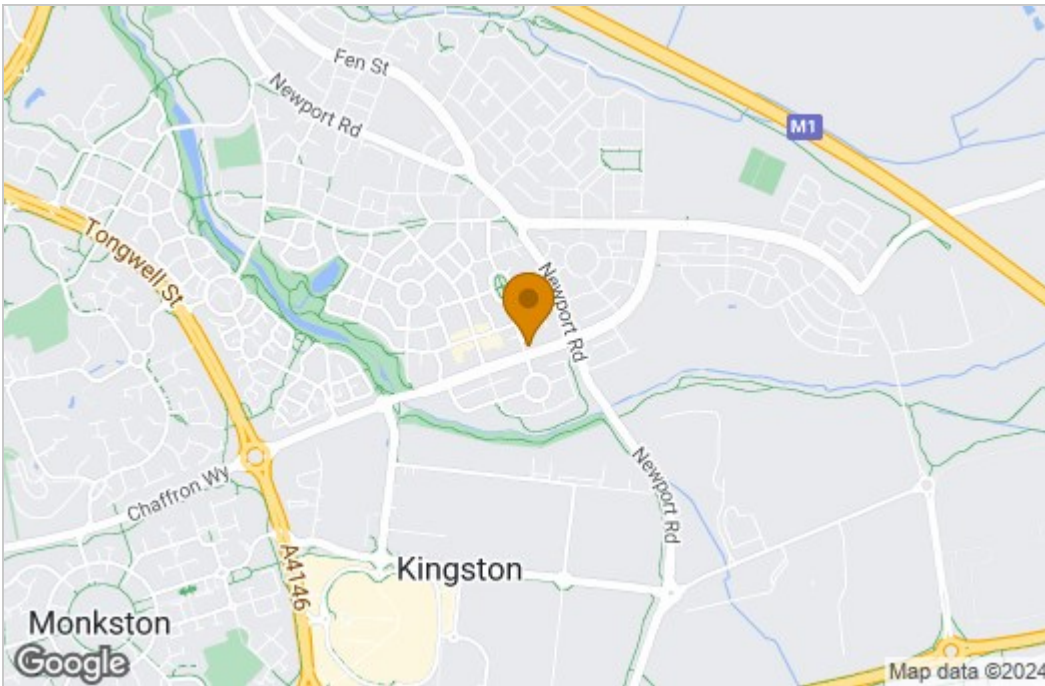 Fen St
Newport Rd
M1
Tongwell St
Newport Rd
Newport Rd
Chaffron Wy
A4146
Kingston
Monkston
Google
Map data ©2024